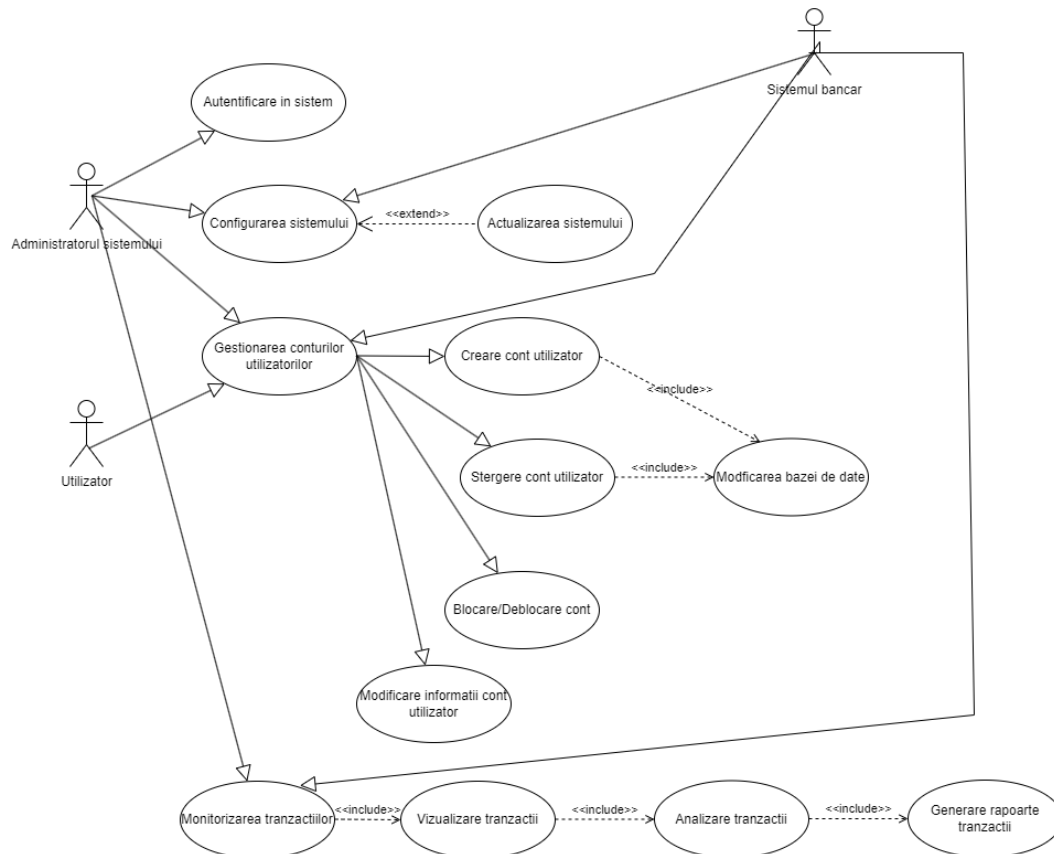 Sistemul bancar
Autentificare in sistem
Administratorul sistemului
Configurarea sistemului
<<extend>>
Actualizarea sistemului
Gestionarea conturilor
utilizatorilor
Creare cont utilizator
<<include>>
Utilizator
Stergere cont utilizator
<<include>>
Modficarea bazei de date
Blocare/Deblocare cont
Modificare informatii cont
utilizator
Monitorizarea tranzactiilor
<<include>>
Vizualizare tranzactii
<<include>>
Analizare tranzactii
<<include>>
Generare rapoarte
tranzactii